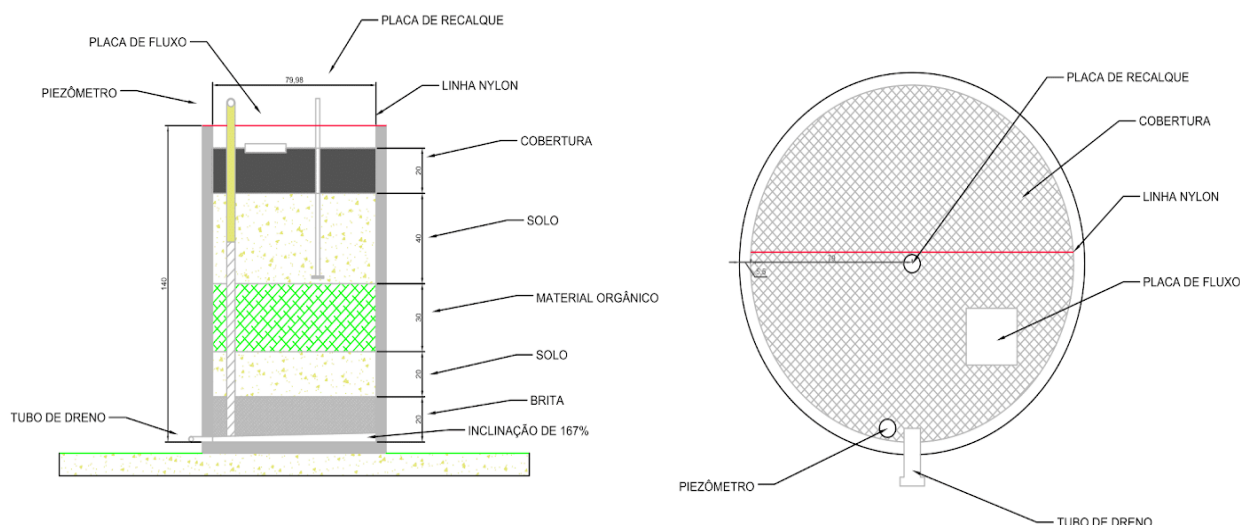 PLACA DE RECALQUE
PLACA DE FLUXO
79,98
PIEZÔMETRO
LINHA NYLON
COBERTURA
20
SOLO
40
140
MATERIAL ORGÂNICO
30
SOLO
20
BRITA
20
TUBO DE DRENO
INCLINAÇÃO DE 167%
PLACA DE RECALQUE
COBERTURA
LINHA NYLON
PLACA DE FLUXO
PIEZÔMETRO
TUBO DE DRENO